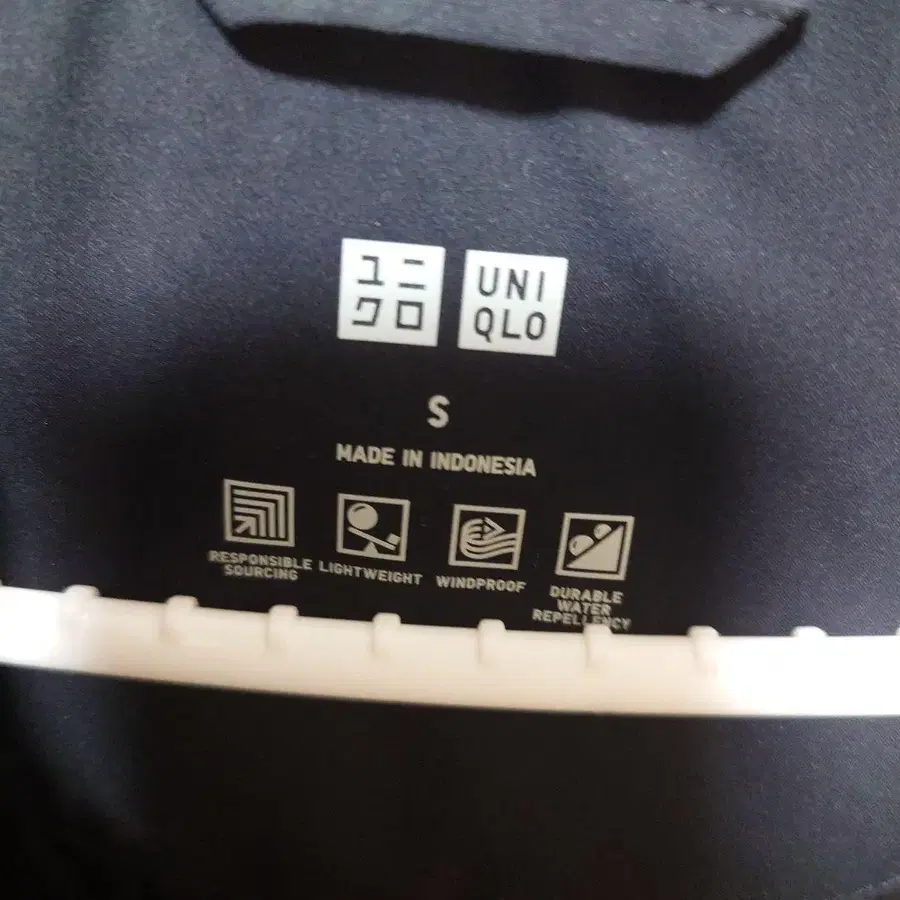 ユニ
クロ
UNI
QLO
S
MADE IN INDONESIA
RESPONSIBLE
SOURCING
LIGHTWEIGHT
WINDPROOF
DURABLE
WATER
REPELLENCY